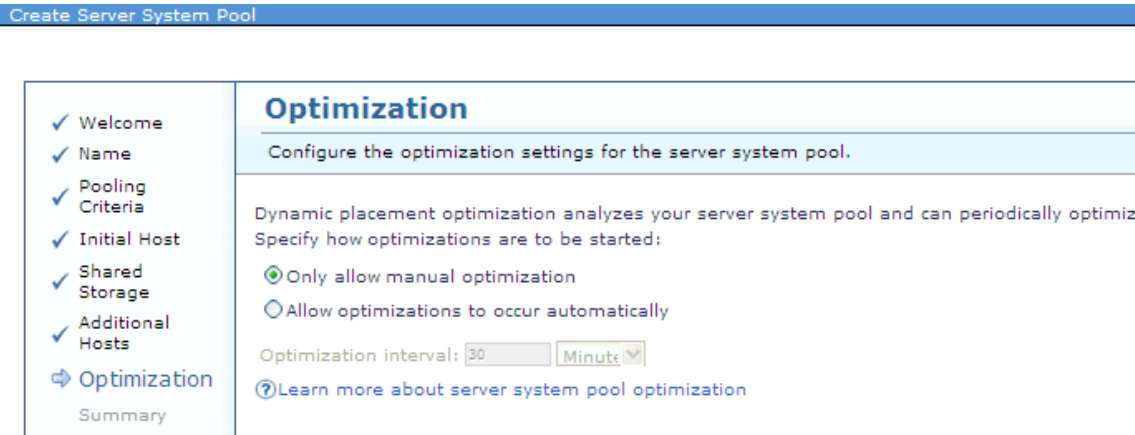 Create Server System Pool
Welcome
Name
Pooling
Criteria
Initial Host
Shared
Storage
Additional
Hosts
Optimization
Summary
Optimization
Configure the optimization settings for the server system pool.
Dynamic placement optimization analyzes your server system pool and can periodically optimiz
Specify how optimizations are to be started:
Only allow manual optimization
Allow optimizations to occur automatically
Optimization interval: 30 Minute
?Learn more about server system pool optimization